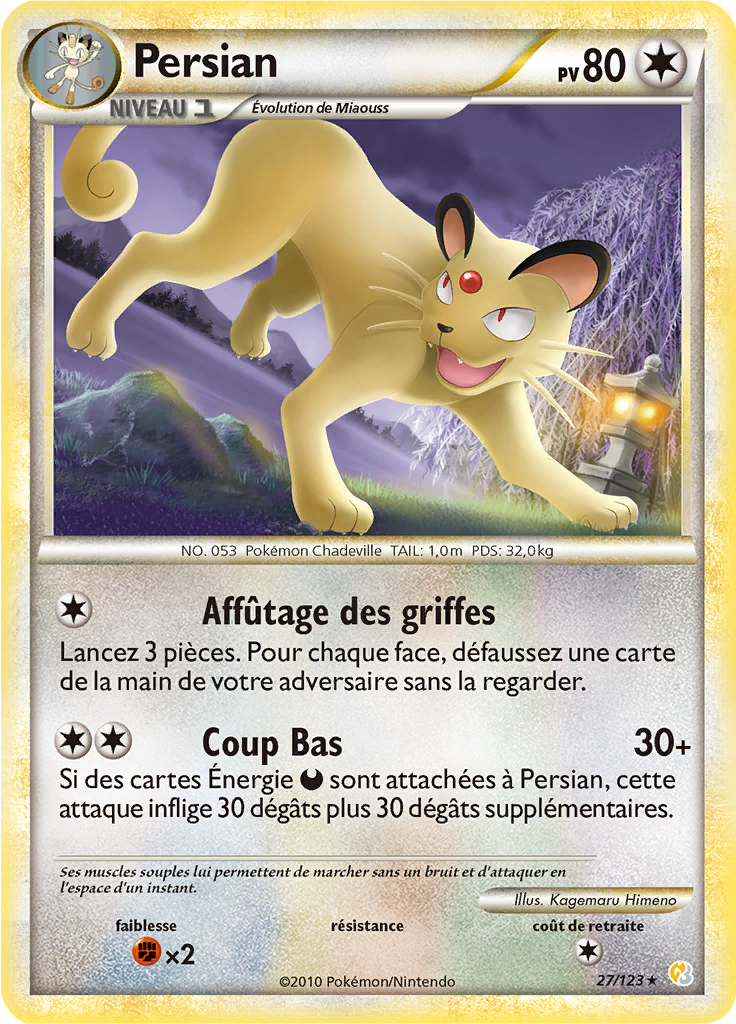 Persian
PV 80
NIVEAU 1
Évolution de Miaouss
NO. 053 Pokémon Chadeville TAIL: 1,0m PDS: 32,0kg
Affûtage des griffes
Lancez 3 pièces. Pour chaque face, défaussez une carte
de la main de votre adversaire sans la regarder.
Coup Bas 30+
Si des cartes Énergie sont attachées à Persian, cette
attaque inflige 30 dégâts plus 30 dégâts supplémentaires.
Ses muscles souples lui permettent de marcher sans un bruit et d'attaquer en
l'espace d'un instant.
Illus. Kagemaru Himeno
faiblesse résistance coût de retraite
×2
©2010 Pokémon/Nintendo 27/123 ★